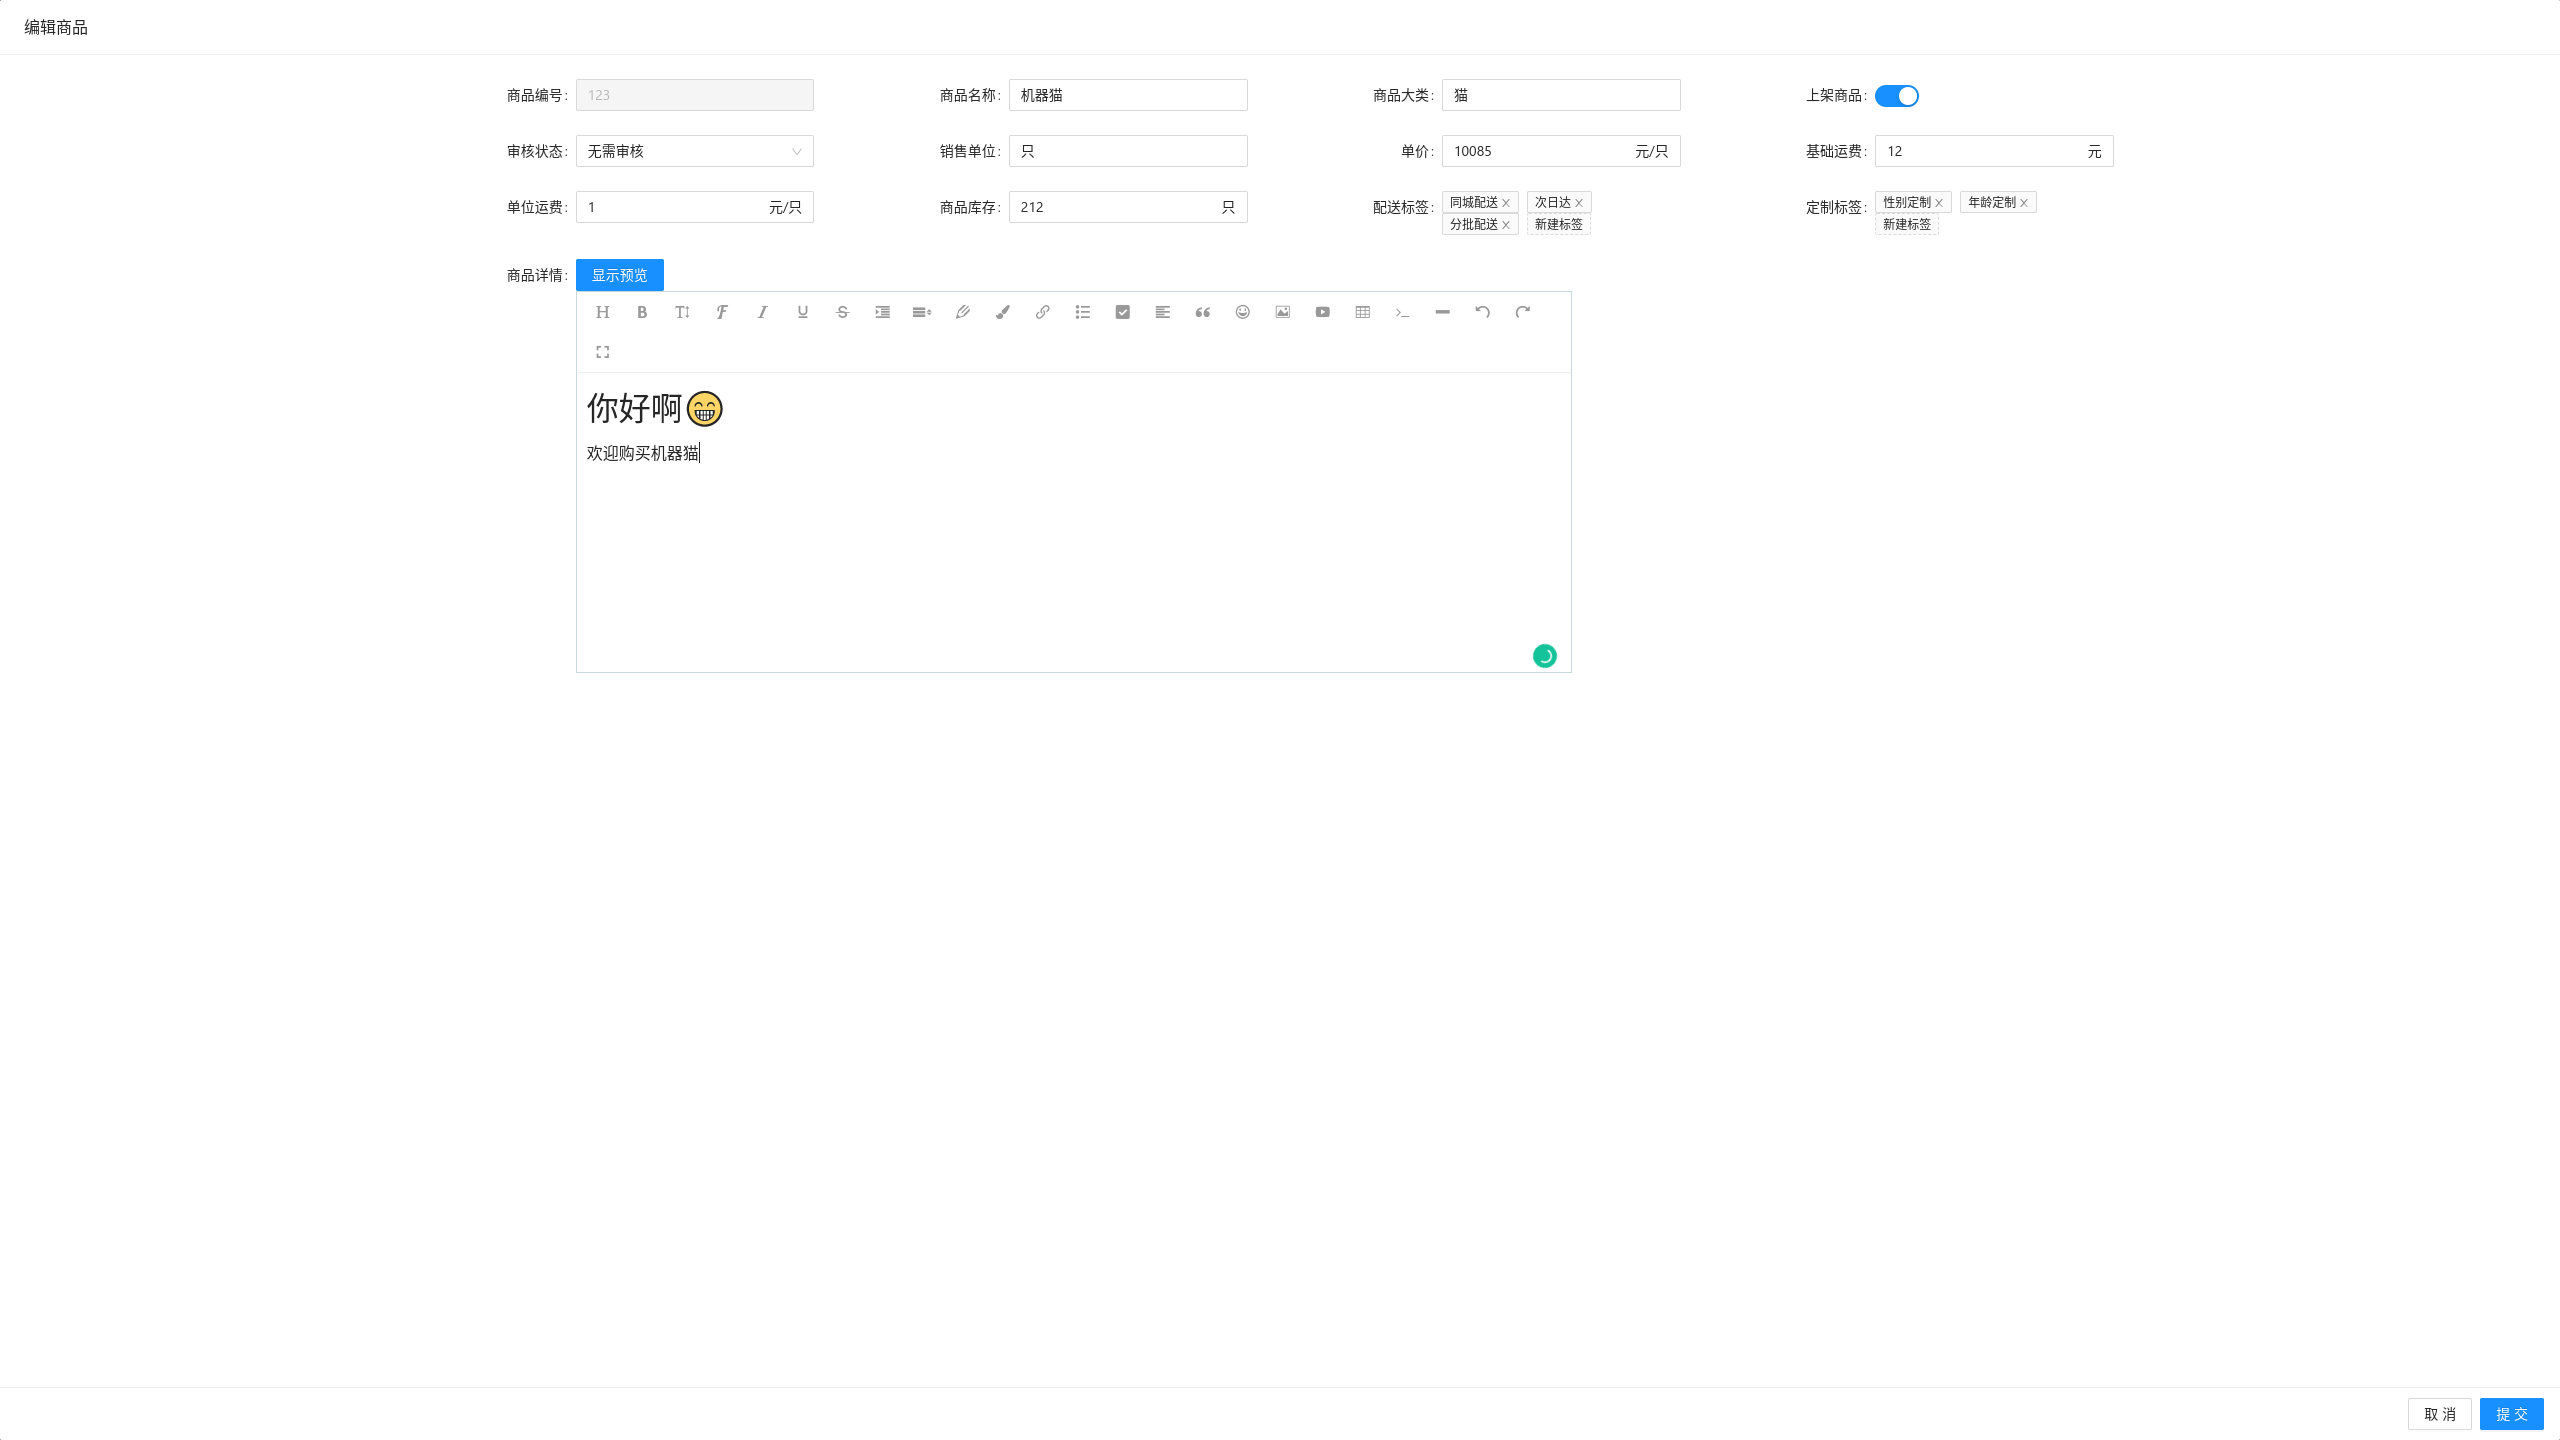 编辑商品
商品编号: 123
商品名称: 机器猫
商品大类: 猫
上架商品:
审核状态: 无需审核
销售单位: 只
单价: 10085 元/只
基础运费: 12 元
单位运费: 1 元/只
商品库存: 212 只
配送标签: 同城配送 次日达
分批配送 新建标签
定制标签: 性别定制 年龄定制
新建标签
商品详情: 显示预览
你好啊😁
欢迎购买机器猫
取 消 提 交